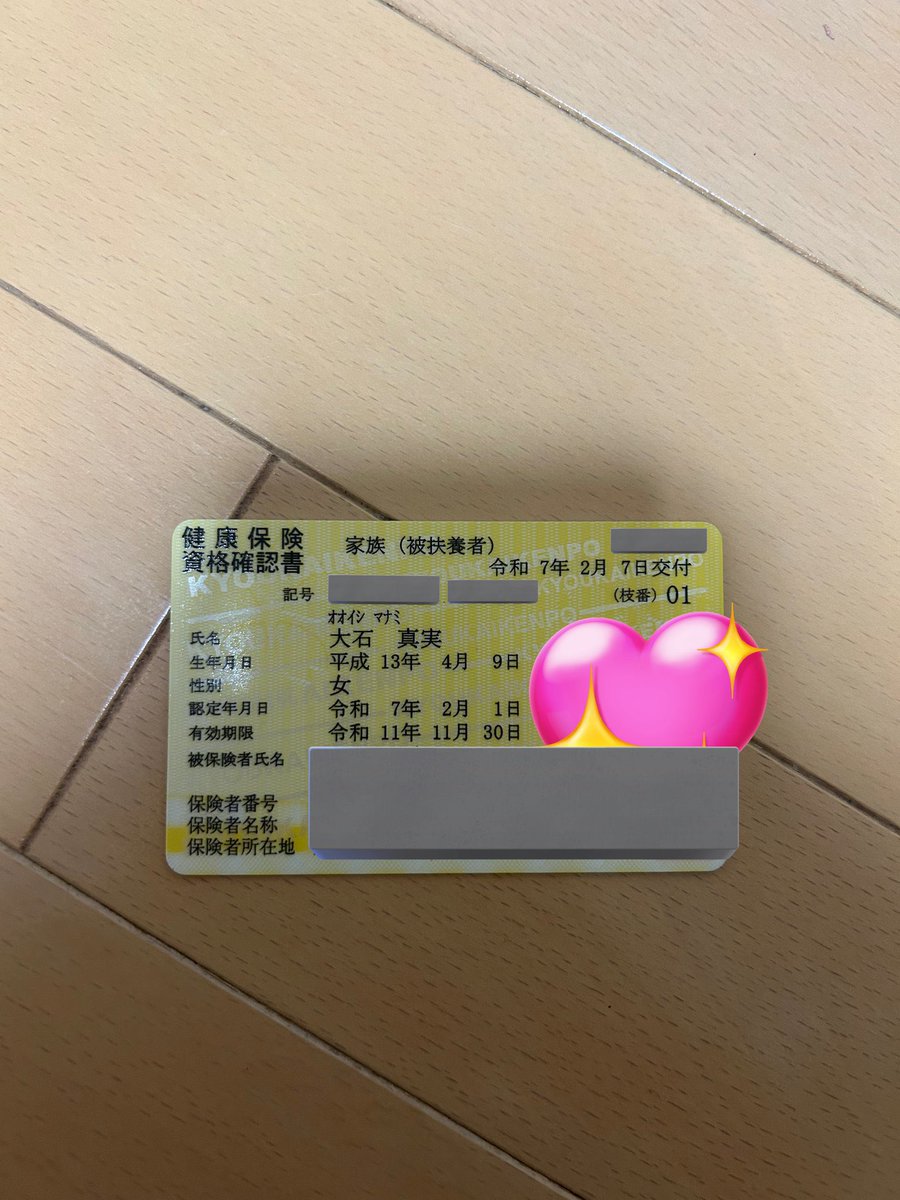 健康保険 家族(被扶養者)
資格確認書
令和 7年 2月 7日交付
記号 (枝番) 01
ｵｵｲｼ ﾏﾅﾐ
氏名 大石 真実
生年月日 平成 13年 4月 9日
性別 女
認定年月日 令和 7年 2月 1日
有効期限 令和 11年 11月 30日
被保険者氏名
保険者番号
保険者名称
保険者所在地